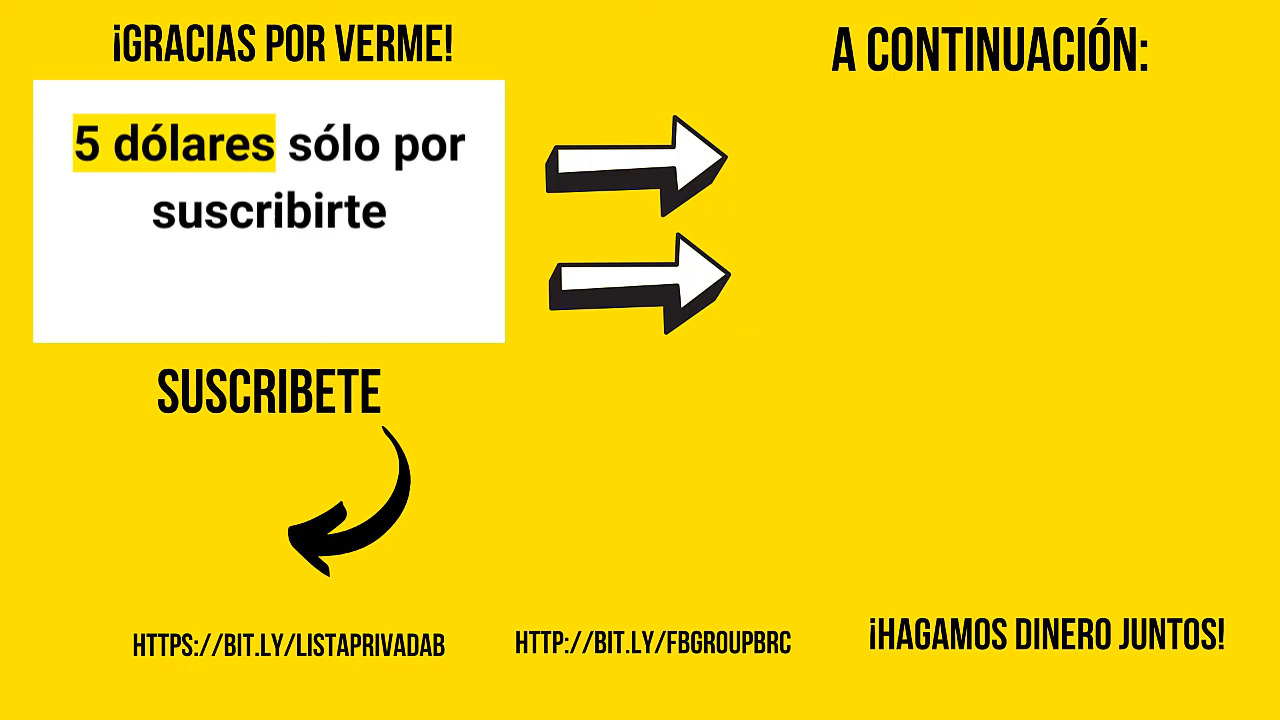 ¡GRACIAS POR VERME!
5 dólares sólo por
suscribirte
SUSCRIBETE
A CONTINUACIÓN:
HTTPS://BIT.LY/LISTAPRIVADAB
HTTP://BIT.LY/FBGROUPBRC
¡HAGAMOS DINERO JUNTOS!